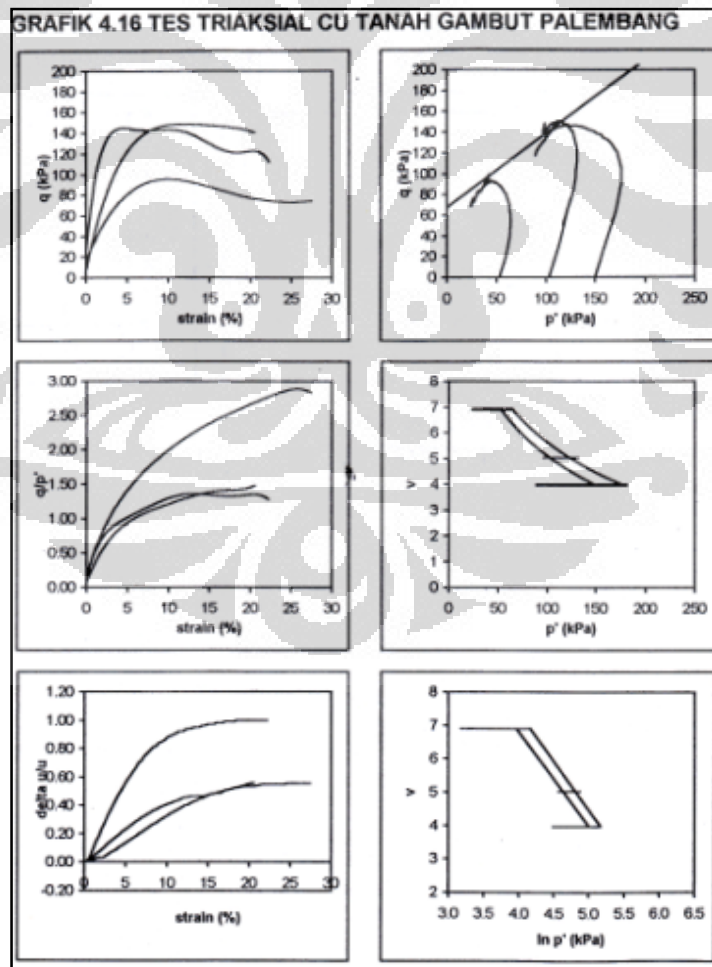 GRAFIK 4.16 TES TRIAKSIAL CU TANAH GAMBUT PALEMBANG
200
180
160
140
120
100
80
60
40
20
0
q (kPa)
0 5 10 15 20 25 30
strain (%)
200
180
160
140
120
100
80
60
40
20
0
q (kPa)
0 50 100 150 200 250
p' (kPa)
3.00
2.50
2.00
1.50
1.00
0.50
0.00
q/p'
0 5 10 15 20 25 30
strain (%)
8
7
6
5
4
3
2
1
0
v
0 50 100 150 200 250
p' (kPa)
1.20
1.00
0.80
0.60
0.40
0.20
0.00
-0.20
delta u/u
0 5 10 15 20 25 30
strain (%)
8
7
6
5
4
3
2
v
3.0 3.5 4.0 4.5 5.0 5.5 6.0 6.5
ln p' (kPa)